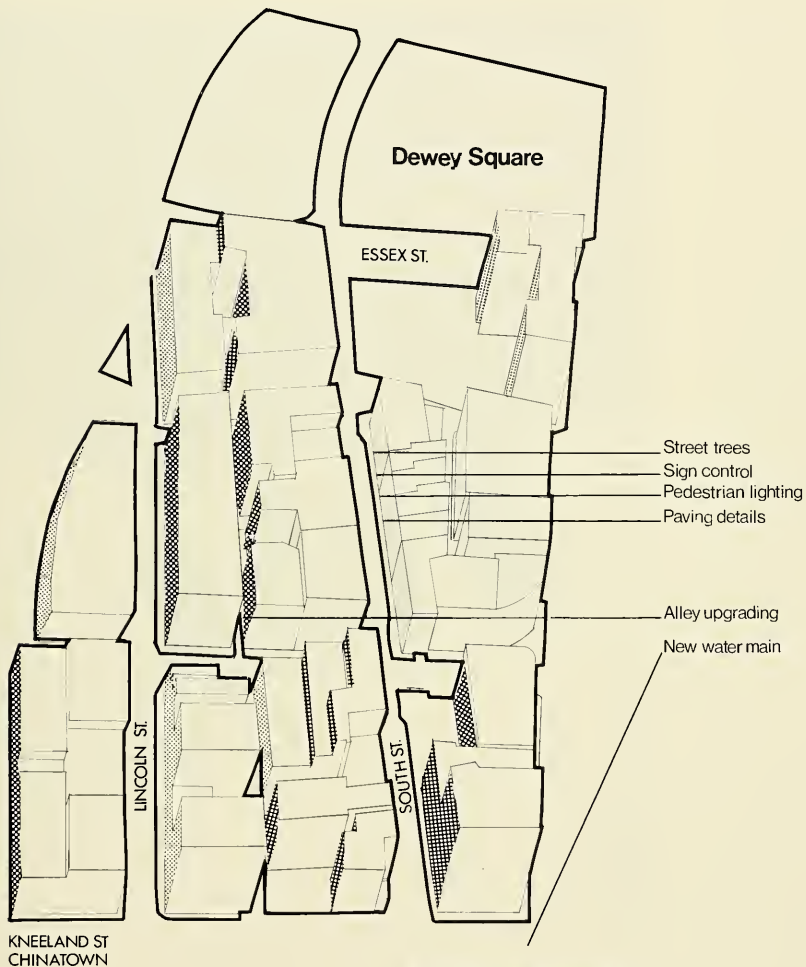 Dewey Square
ESSEX ST.
Street trees
Sign control
Pedestrian lighting
Paving details
Alley upgrading
New water main
LINCOLN ST.
SOUTH ST.
KNEELAND ST
CHINATOWN